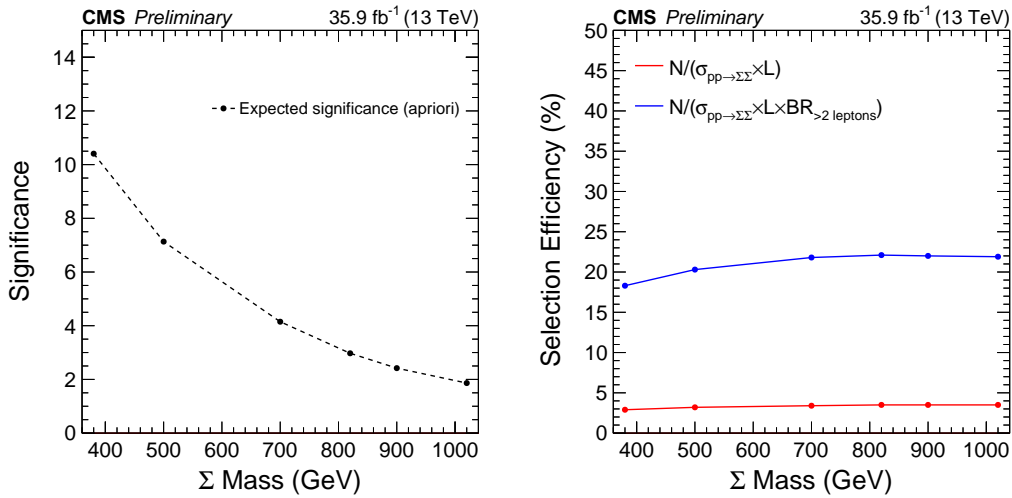 CMS Preliminary 35.9 fb⁻¹ (13 TeV)
Significance
14
12
10
8
6
4
2
0
Expected significance (apriori)
400 500 600 700 800 900 1000
Σ Mass (GeV)
CMS Preliminary 35.9 fb⁻¹ (13 TeV)
Selection Efficiency (%)
50
45
40
35
30
25
20
15
10
5
0
N/(σpp→ΣΣ×L)
N/(σpp→ΣΣ×L×BR>2 leptons)
400 500 600 700 800 900 1000
Σ Mass (GeV)